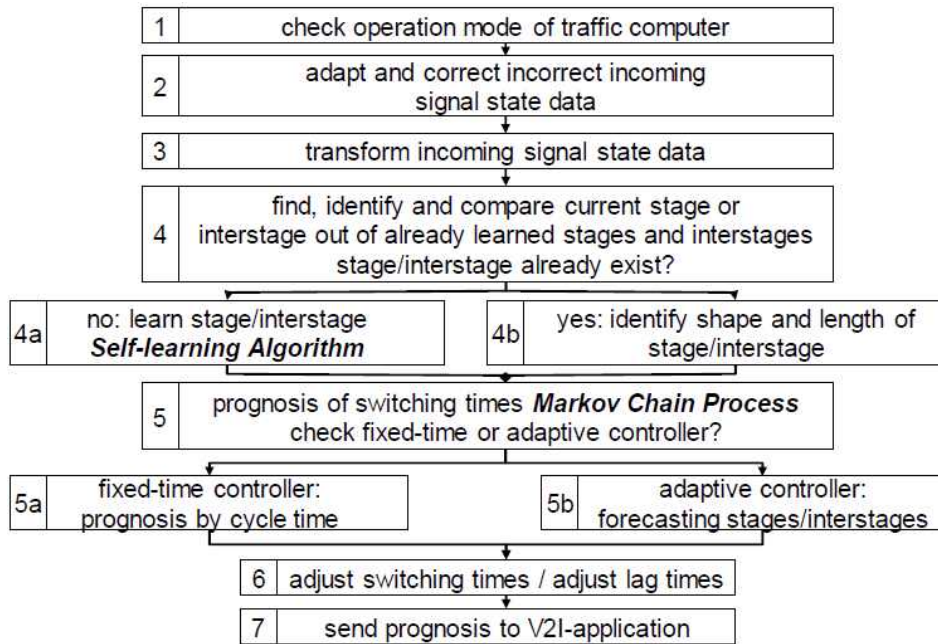 1 check operation mode of traffic computer
2 adapt and correct incorrect incoming
signal state data
3 transform incoming signal state data
4 find, identify and compare current stage or
interstage out of already learned stages and interstages
stage/interstage already exist?
4a no: learn stage/interstage
Self-learning Algorithm
4b yes: identify shape and length of
stage/interstage
5 prognosis of switching times Markov Chain Process
check fixed-time or adaptive controller?
5a fixed-time controller:
prognosis by cycle time
5b adaptive controller:
forecasting stages/interstages
6 adjust switching times / adjust lag times
7 send prognosis to V2I-application